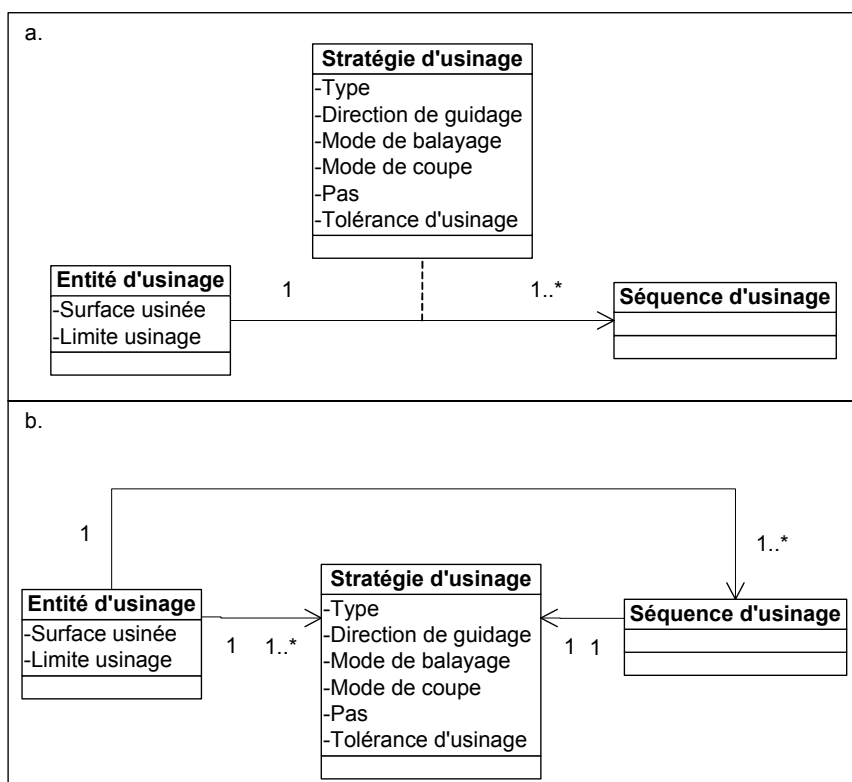 a.
Stratégie d'usinage
-Type
-Direction de guidage
-Mode de balayage
-Mode de coupe
-Pas
-Tolérance d'usinage
Entité d'usinage
-Surface usinée
-Limite usinage
1
1..*
Séquence d'usinage
b.
1
1..*
Entité d'usinage
-Surface usinée
-Limite usinage
1
1..*
Stratégie d'usinage
-Type
-Direction de guidage
-Mode de balayage
-Mode de coupe
-Pas
-Tolérance d'usinage
1
1
Séquence d'usinage